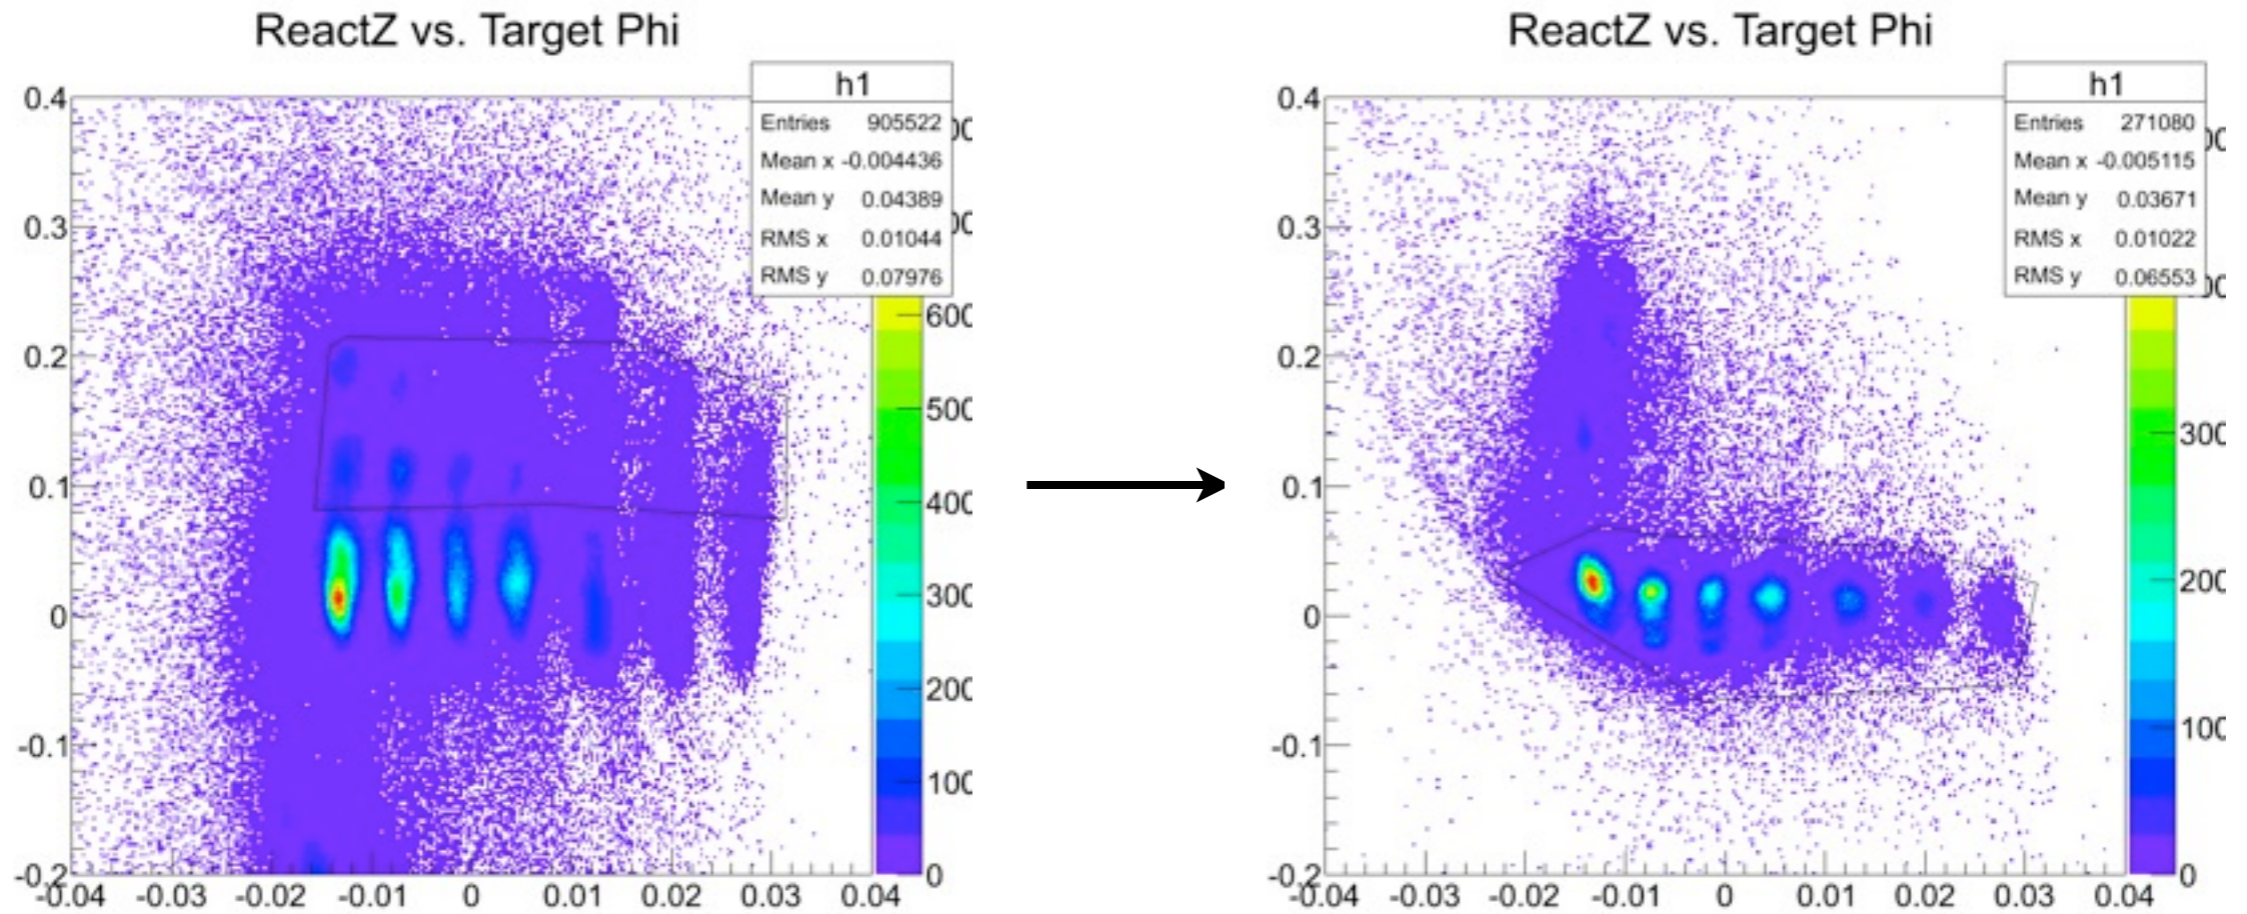 ReactZ vs. Target Phi
h1
Entries 905522
Mean x -0.004436
Mean y 0.04389
RMS x 0.01044
RMS y 0.07976
0.4
0.3
0.2
0.1
0
-0.1
-0.2
-0.04 -0.03 -0.02 -0.01 0 0.01 0.02 0.03 0.04
600
500
400
300
200
100
0
ReactZ vs. Target Phi
h1
Entries 271080
Mean x -0.005115
Mean y 0.03671
RMS x 0.01022
RMS y 0.06553
0.4
0.3
0.2
0.1
0
-0.1
-0.2
-0.04 -0.03 -0.02 -0.01 0 0.01 0.02 0.03 0.04
300
200
100
0